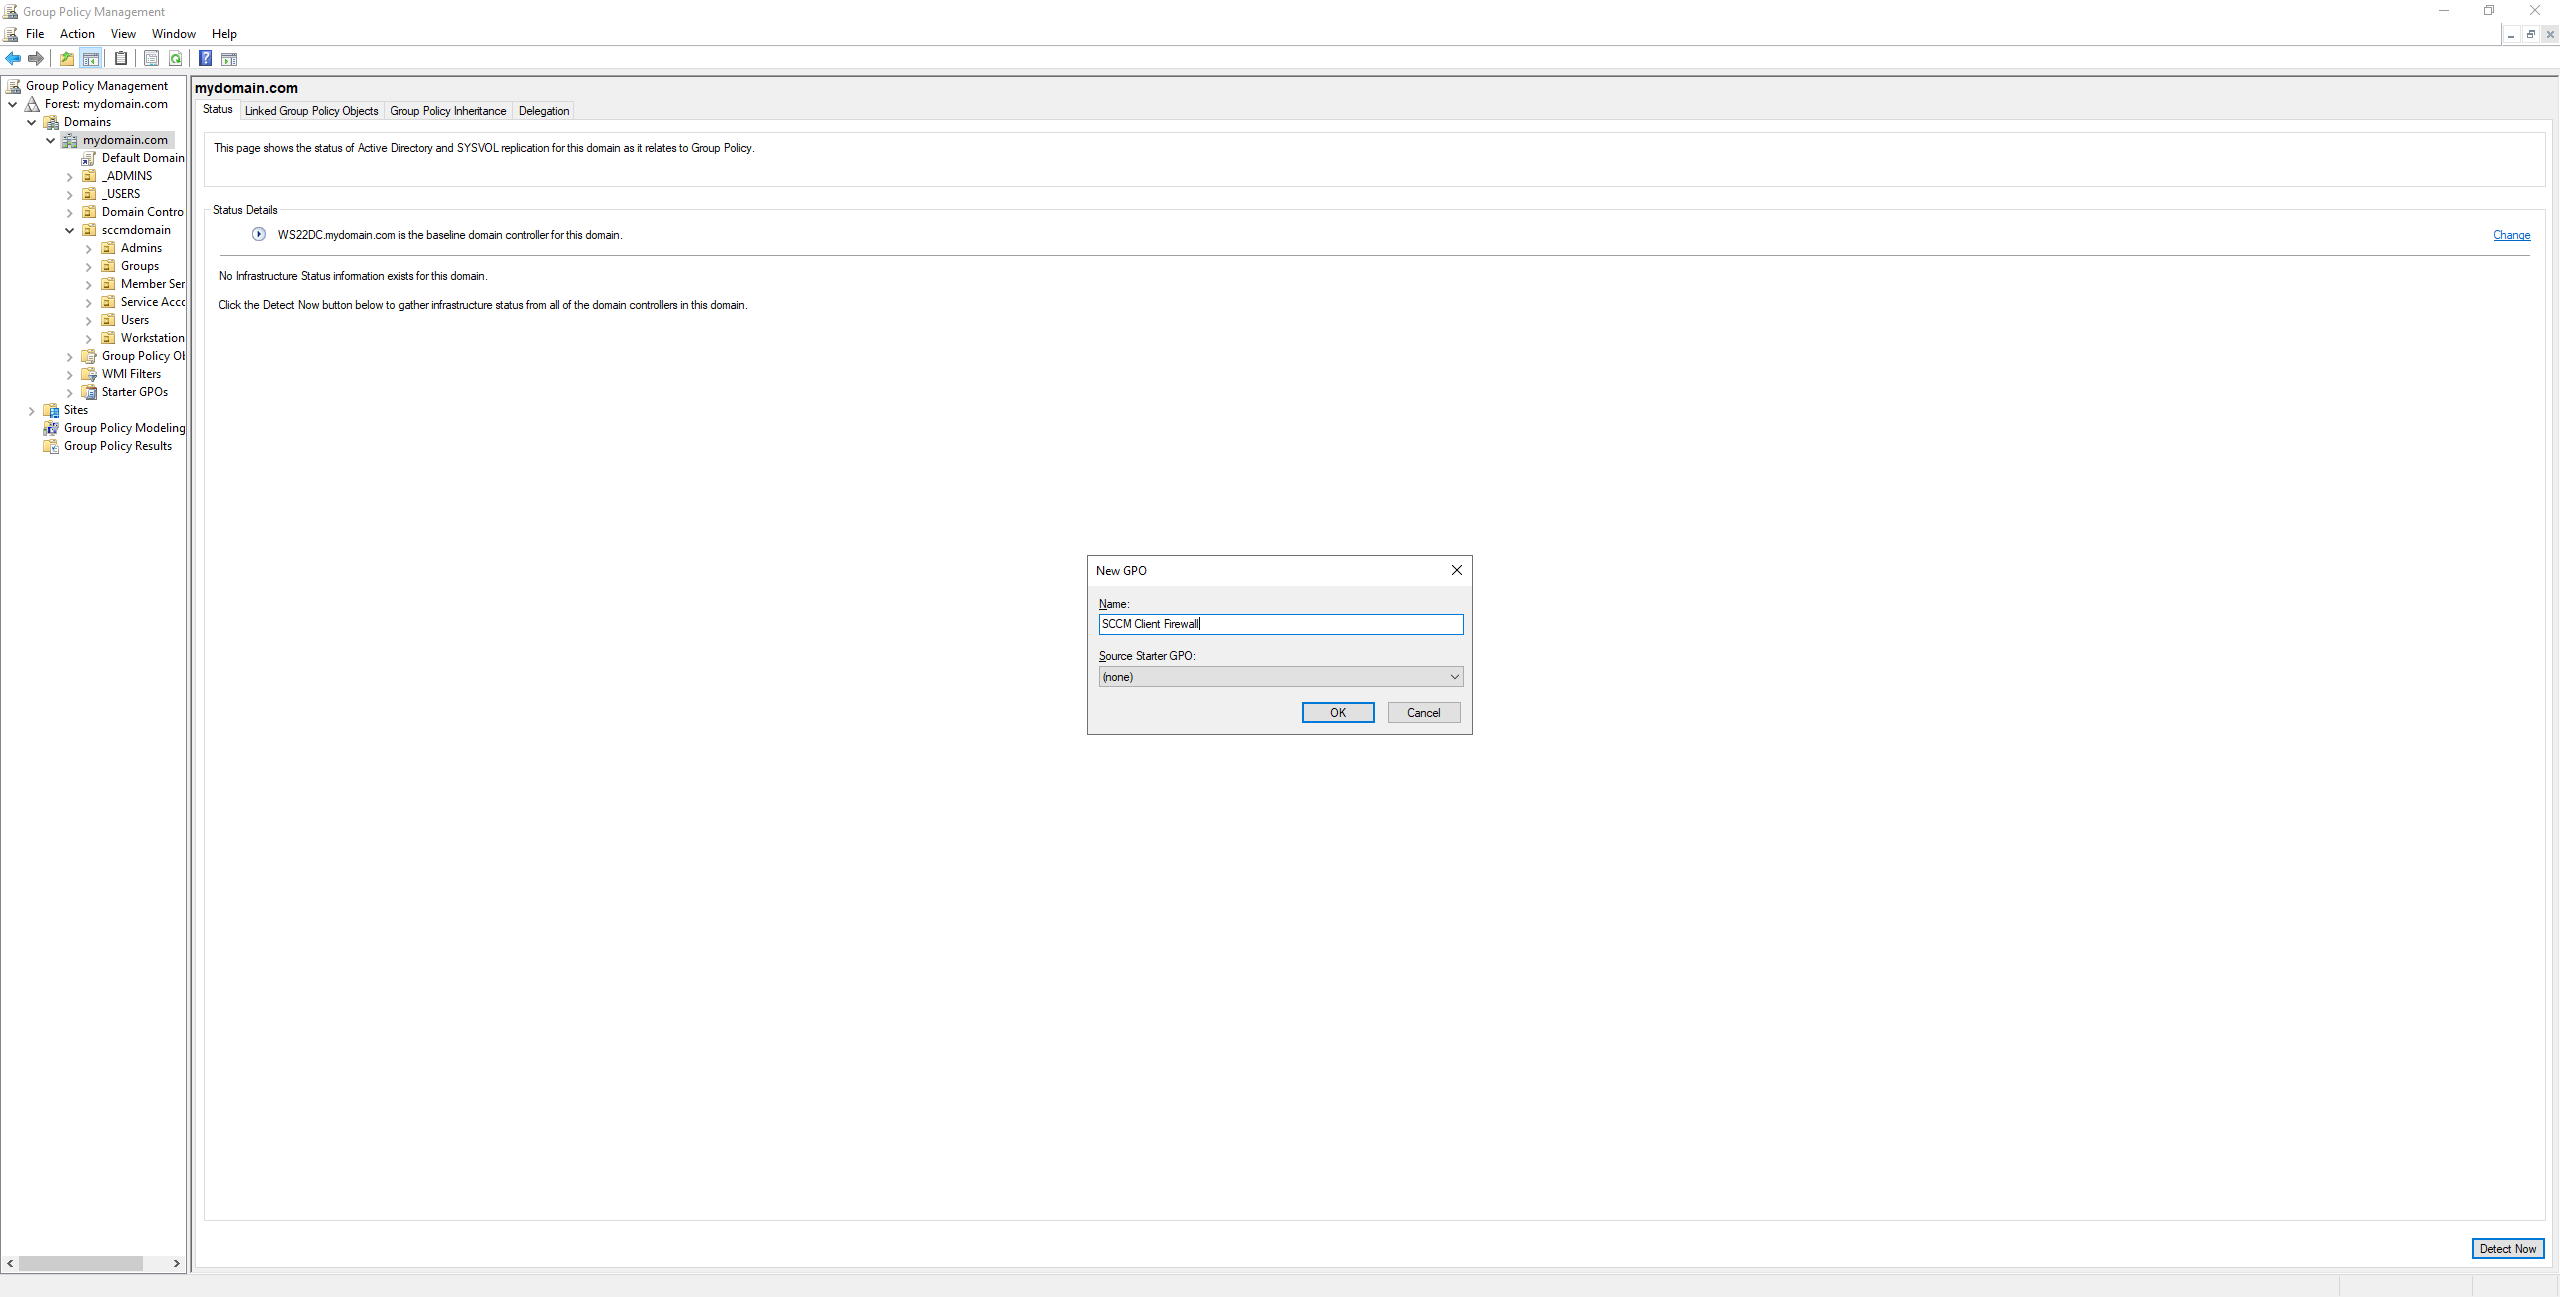 Group Policy Management
File Action View Window Help
Group Policy Management
Forest: mydomain.com
Domains
mydomain.com
Default Domain
_ADMINS
_USERS
Domain Contro
sccmdomain
Admins
Groups
Member Ser
Service Acco
Users
Workstation
Group Policy Ob
WMI Filters
Starter GPOs
Sites
Group Policy Modeling
Group Policy Results
mydomain.com
Status Linked Group Policy Objects Group Policy Inheritance Delegation
This page shows the status of Active Directory and SYSVOL replication for this domain as it relates to Group Policy.
Status Details
WS22DC.mydomain.com is the baseline domain controller for this domain.
Change
No Infrastructure Status information exists for this domain.
Click the Detect Now button below to gather infrastructure status from all of the domain controllers in this domain.
New GPO
Name:
SCCM Client Firewall
Source Starter GPO:
(none)
OK Cancel
Detect Now